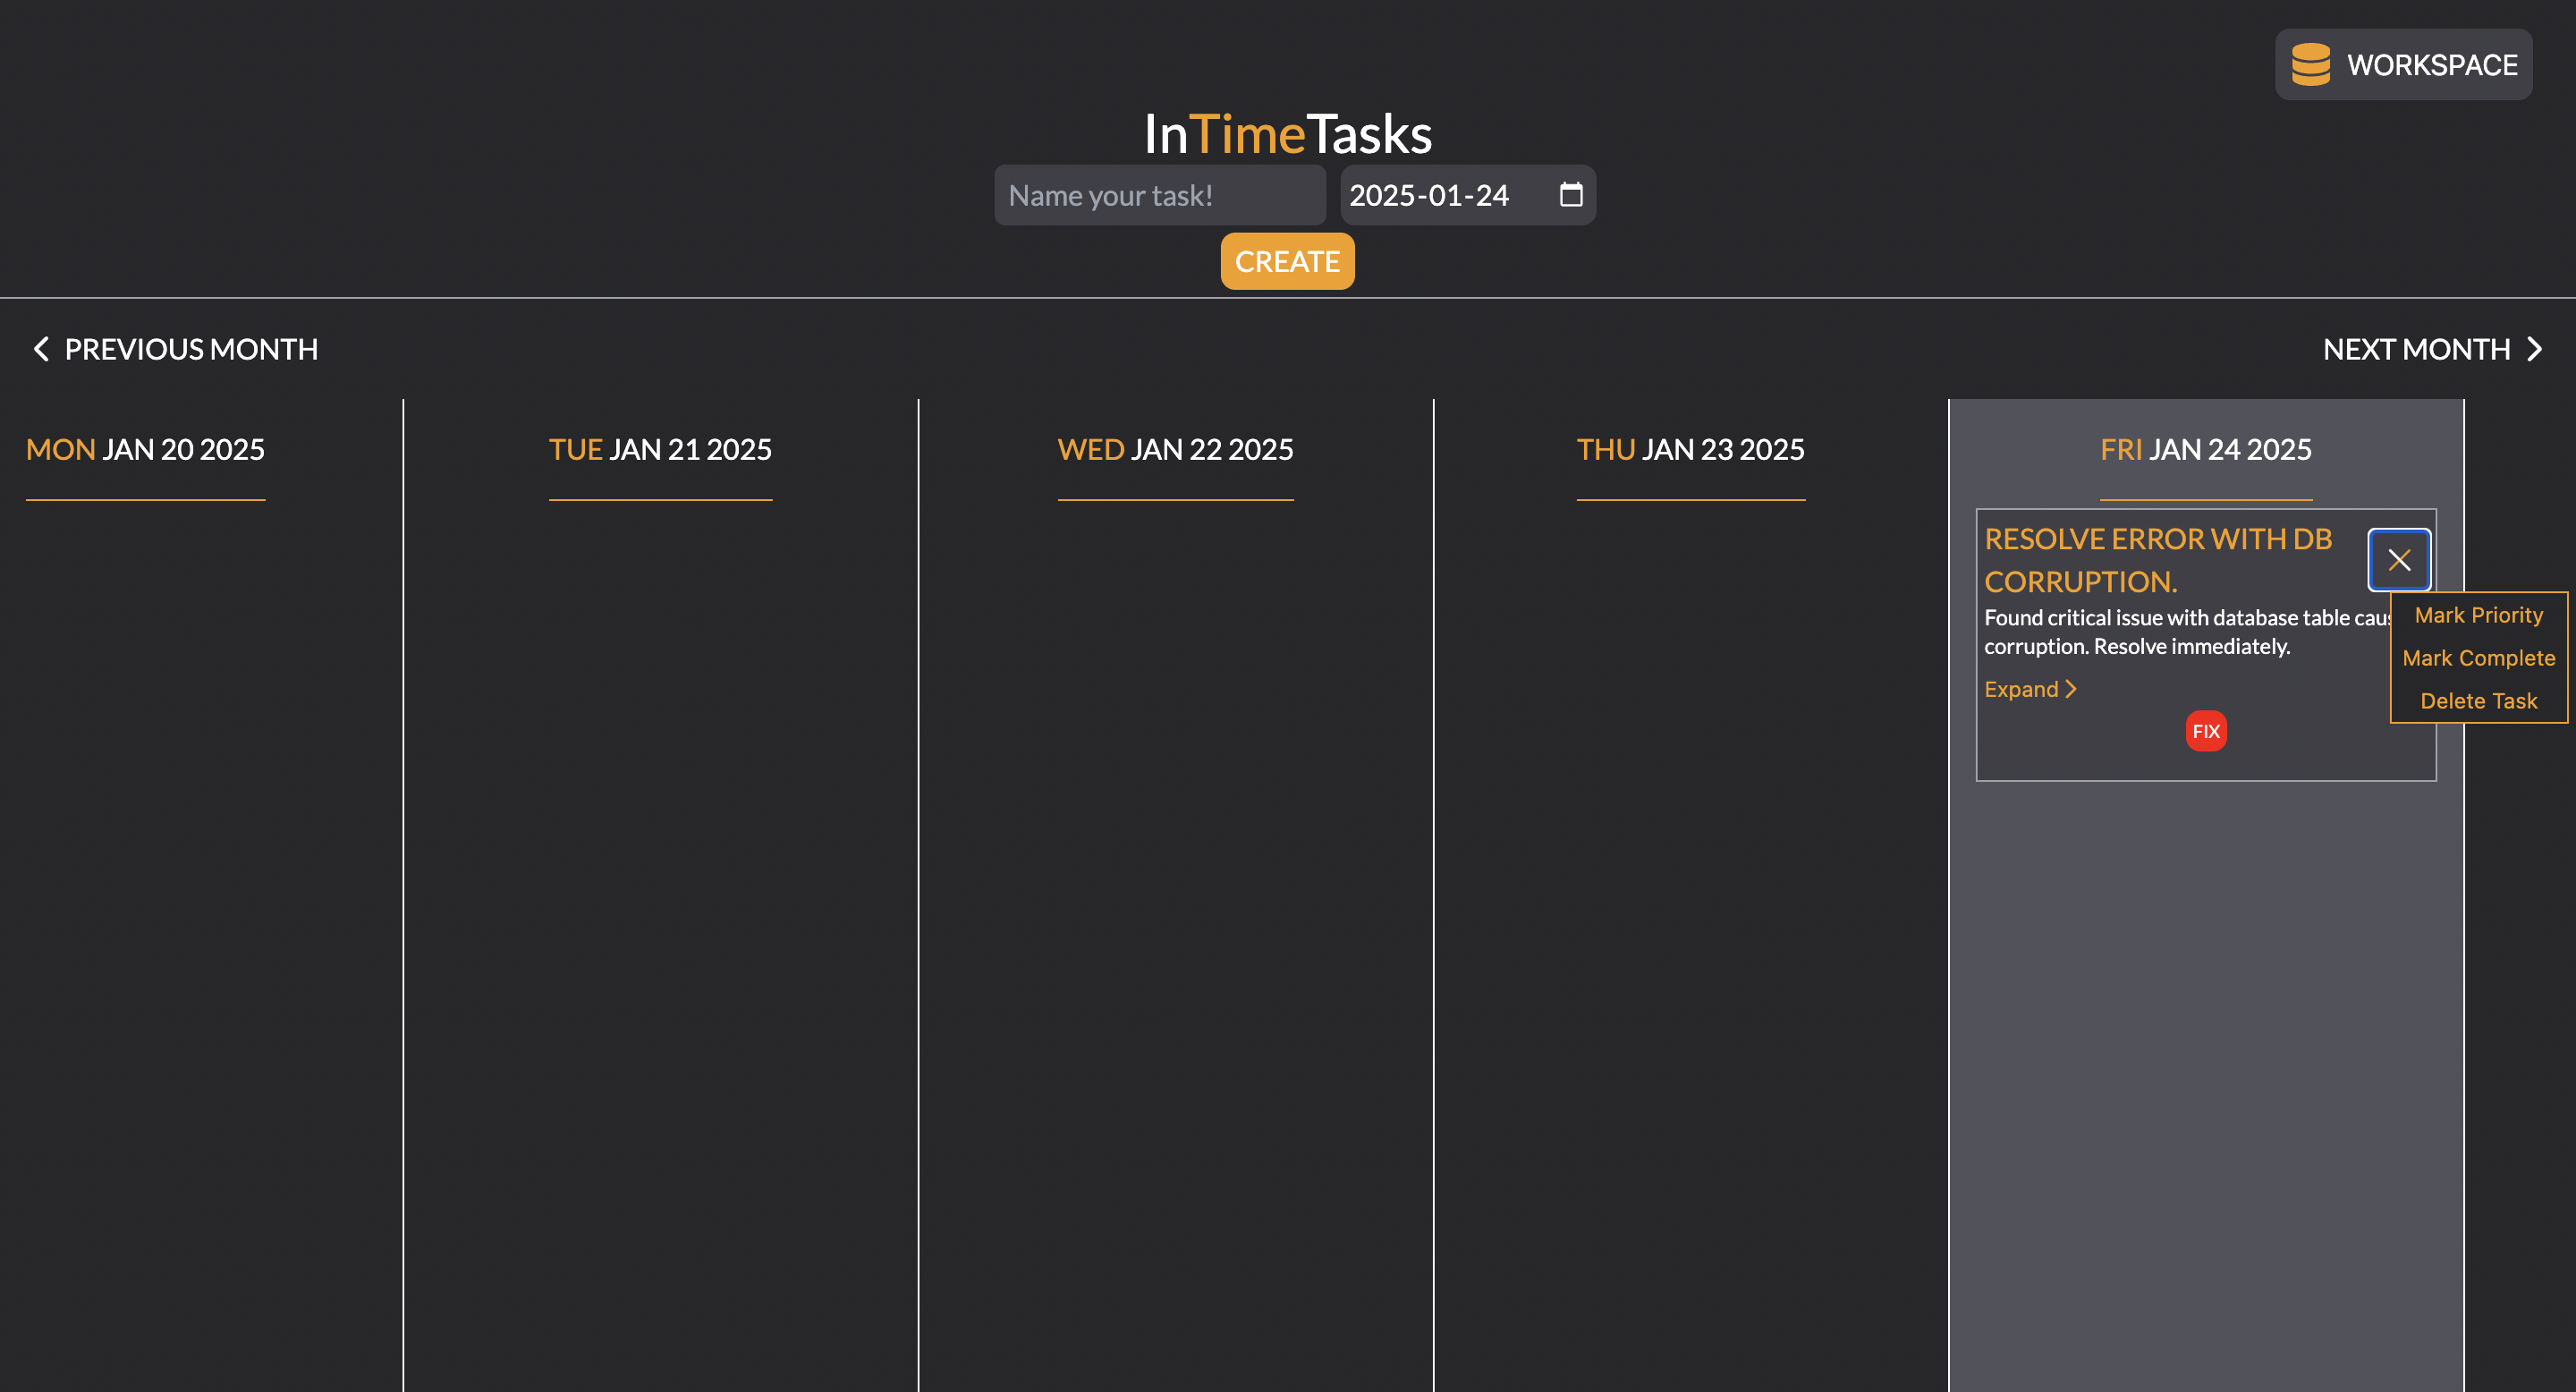 WORKSPACE
InTimeTasks
Name your task!
2025-01-24
CREATE
PREVIOUS MONTH
NEXT MONTH
MON JAN 20 2025
TUE JAN 21 2025
WED JAN 22 2025
THU JAN 23 2025
FRI JAN 24 2025
RESOLVE ERROR WITH DB
CORRUPTION.
Found critical issue with database table
corruption. Resolve immediately.
Expand
FIX
Mark Priority
Mark Complete
Delete Task